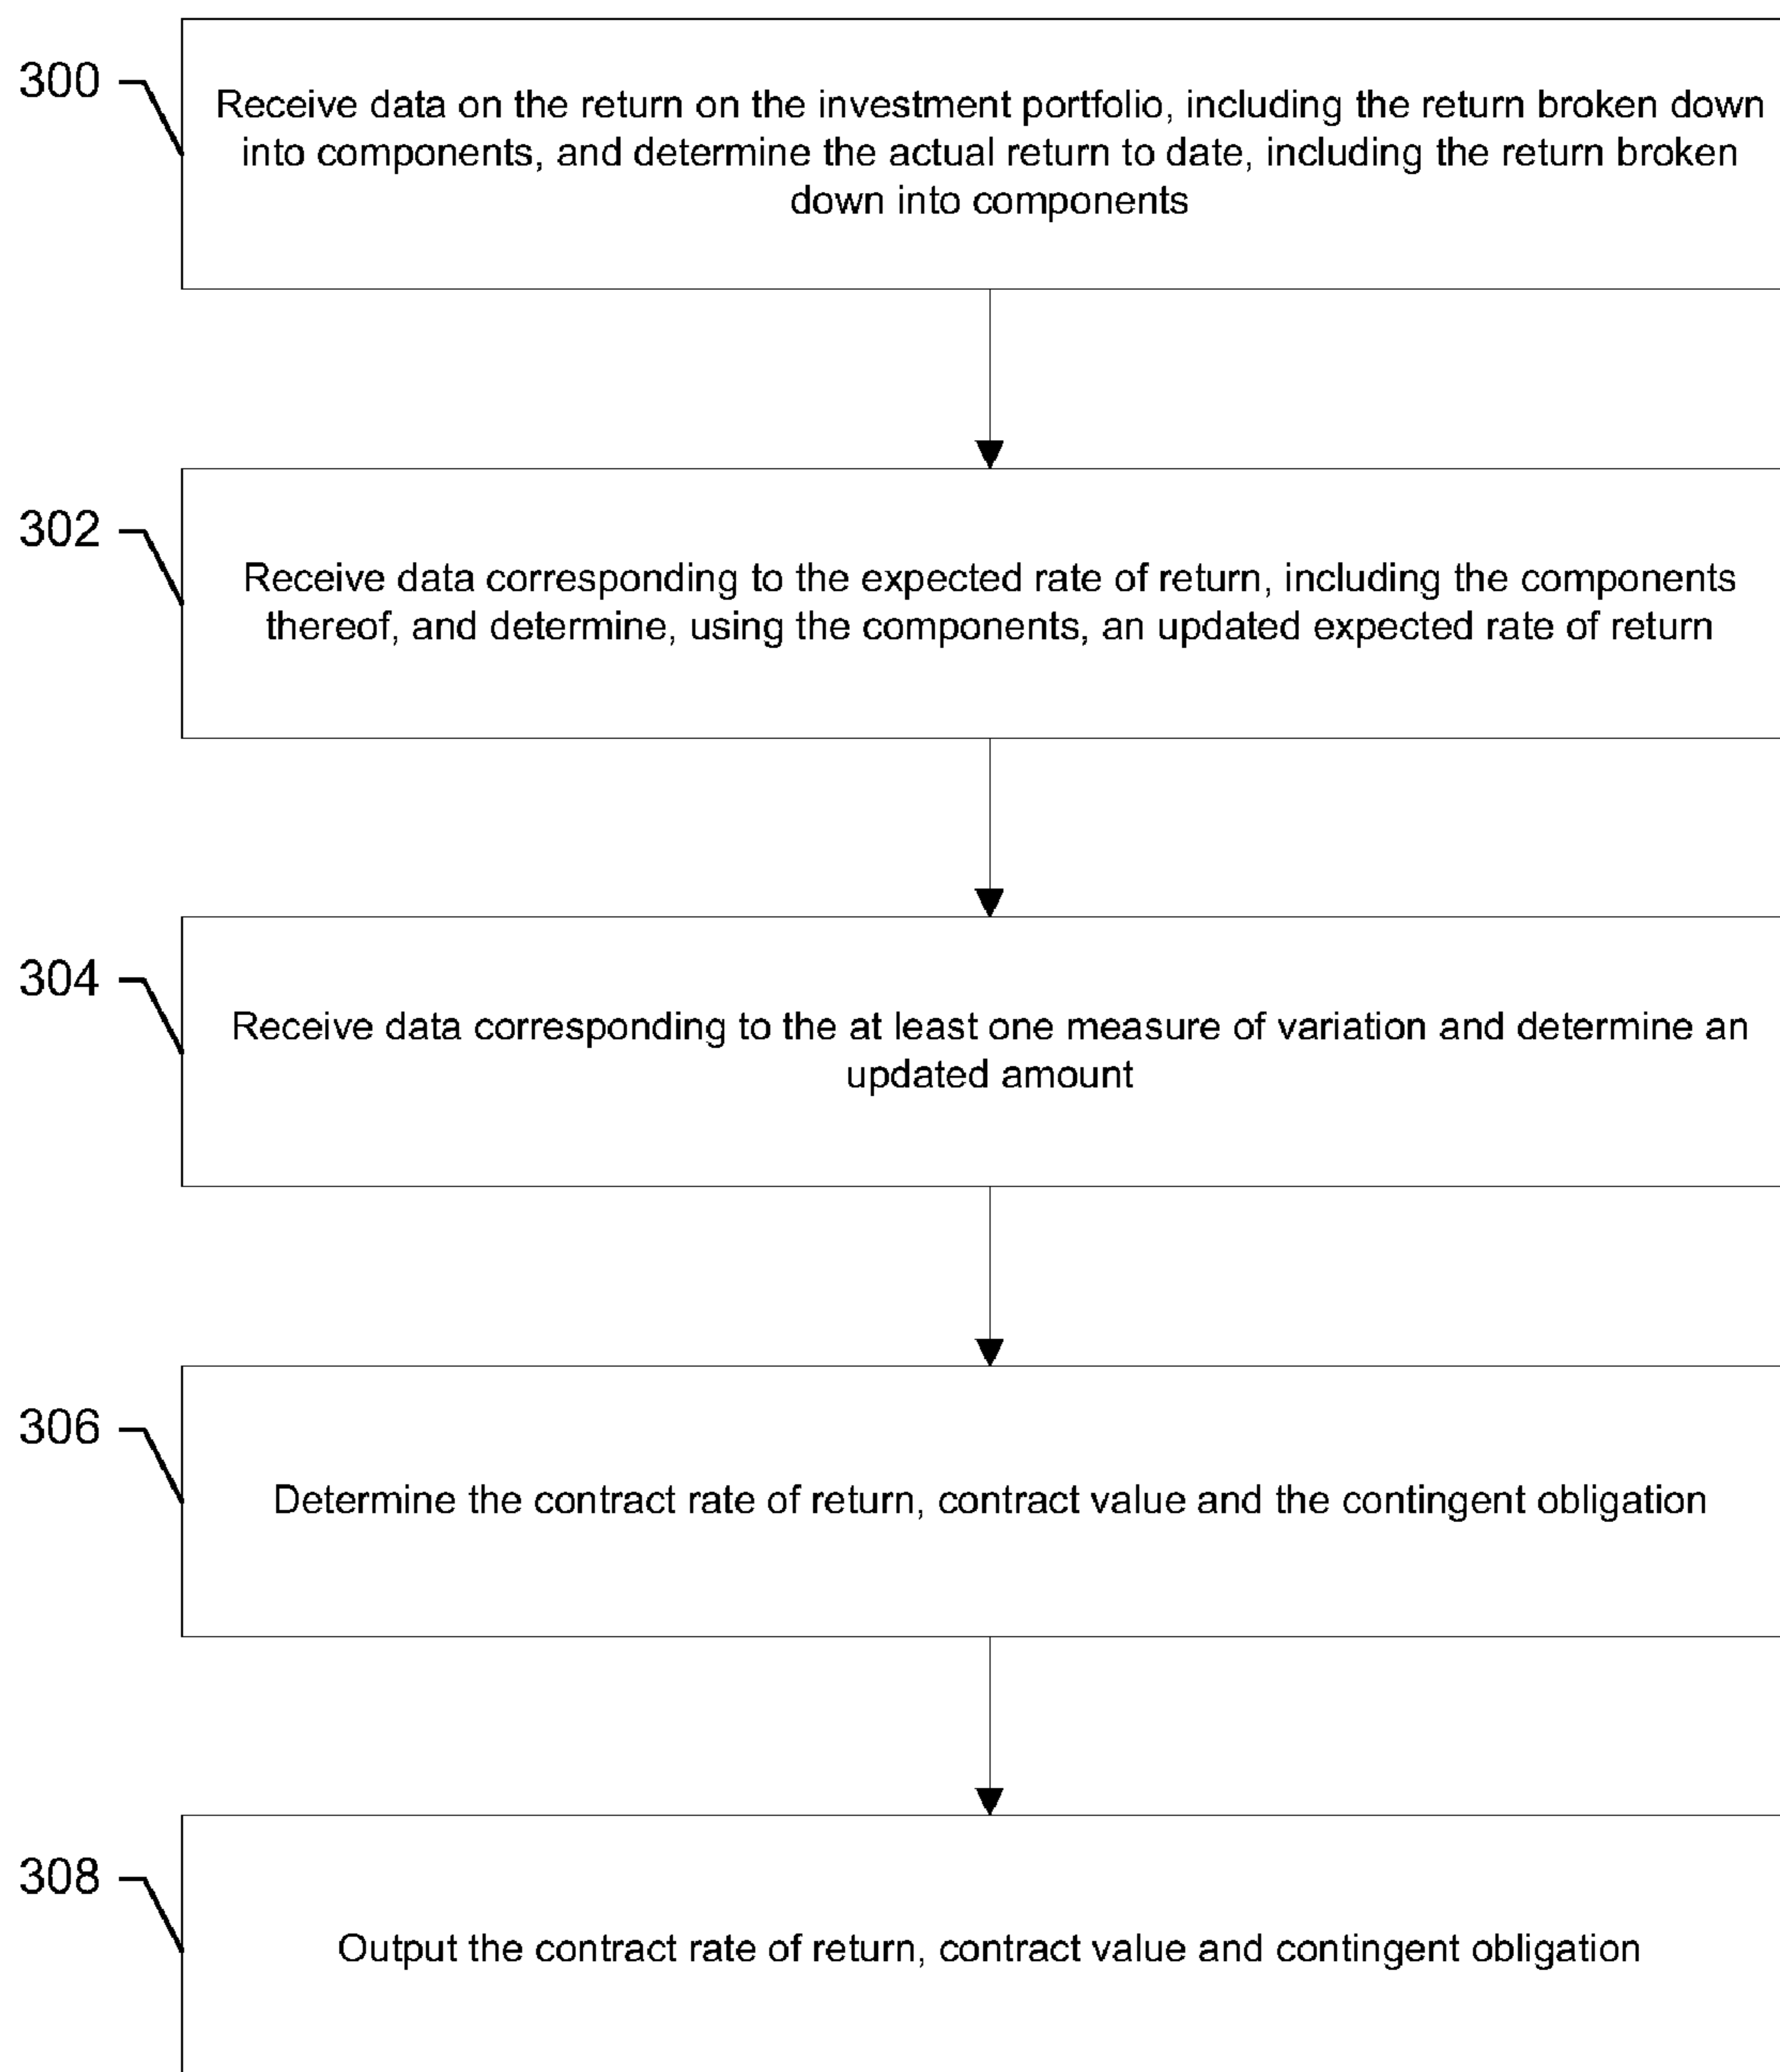 300
Receive data on the return on the investment portfolio, including the return broken down
into components, and determine the actual return to date, including the return broken
down into components
302
Receive data corresponding to the expected rate of return, including the components
thereof, and determine, using the components, an updated expected rate of return
304
Receive data corresponding to the at least one measure of variation and determine an
updated amount
306
Determine the contract rate of return, contract value and the contingent obligation
308
Output the contract rate of return, contract value and contingent obligation